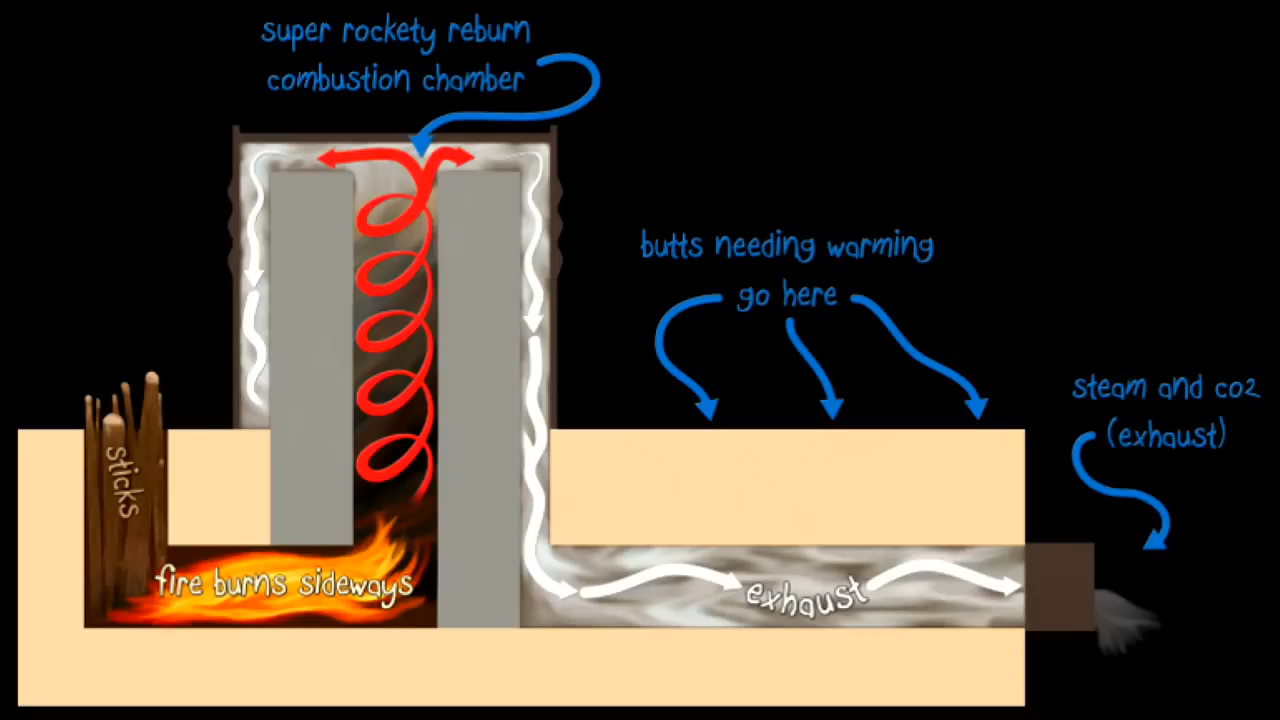 super rockety reburn
combustion chamber
butts needing warming
go here
steam and co2
(exhaust)
sticks
fire burns sideways
exhaust